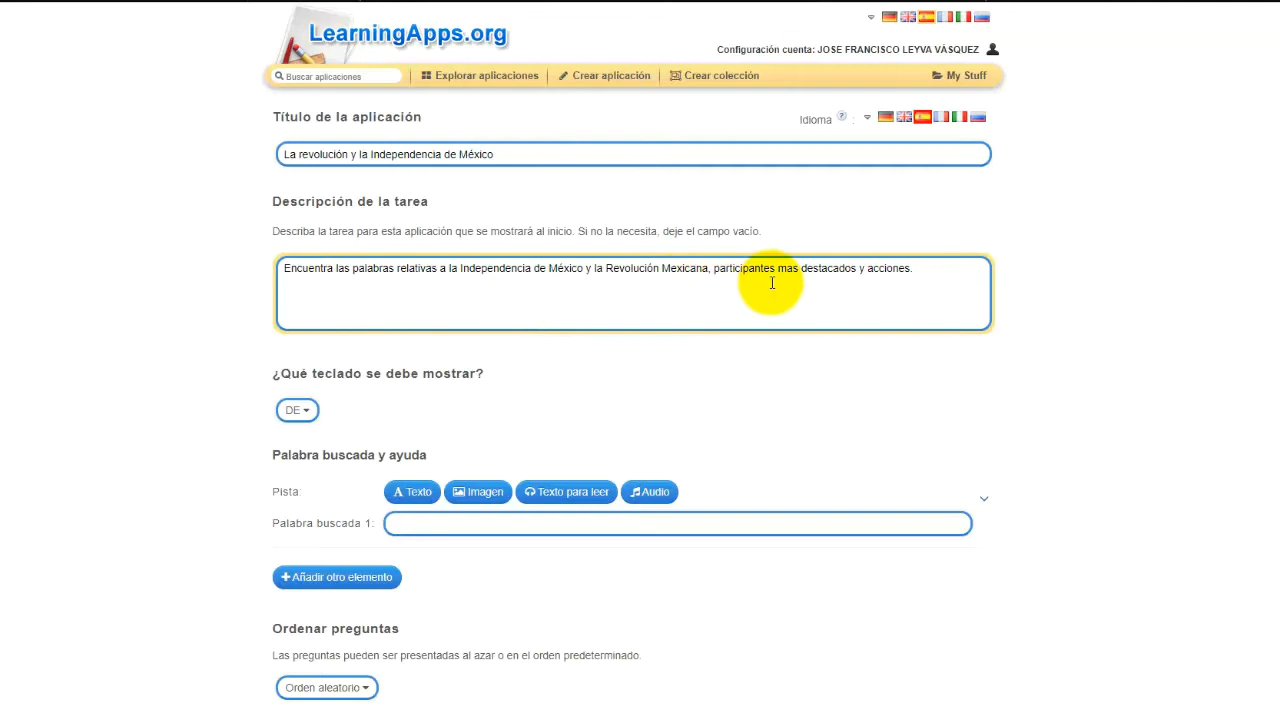 LearningApps.org
Configuración cuenta: JOSE FRANCISCO LEYVA VÁSQUEZ
Buscar aplicaciones
Explorar aplicaciones
Crear aplicación
Crear colección
My Stuff
Título de la aplicación
Idioma ? :
La revolución y la Independencia de México
Descripción de la tarea
Describa la tarea para esta aplicación que se mostrará al inicio. Si no la necesita, deje el campo vacío.
Encuentra las palabras relativas a la Independencia de México y la Revolución Mexicana, participantes mas destacados y acciones.
¿Qué teclado se debe mostrar?
DE
Palabra buscada y ayuda
Pista:
A Texto
Imagen
Texto para leer
Audio
Palabra buscada 1:
+ Añadir otro elemento
Ordenar preguntas
Las preguntas pueden ser presentadas al azar o en el orden predeterminado.
Orden aleatorio